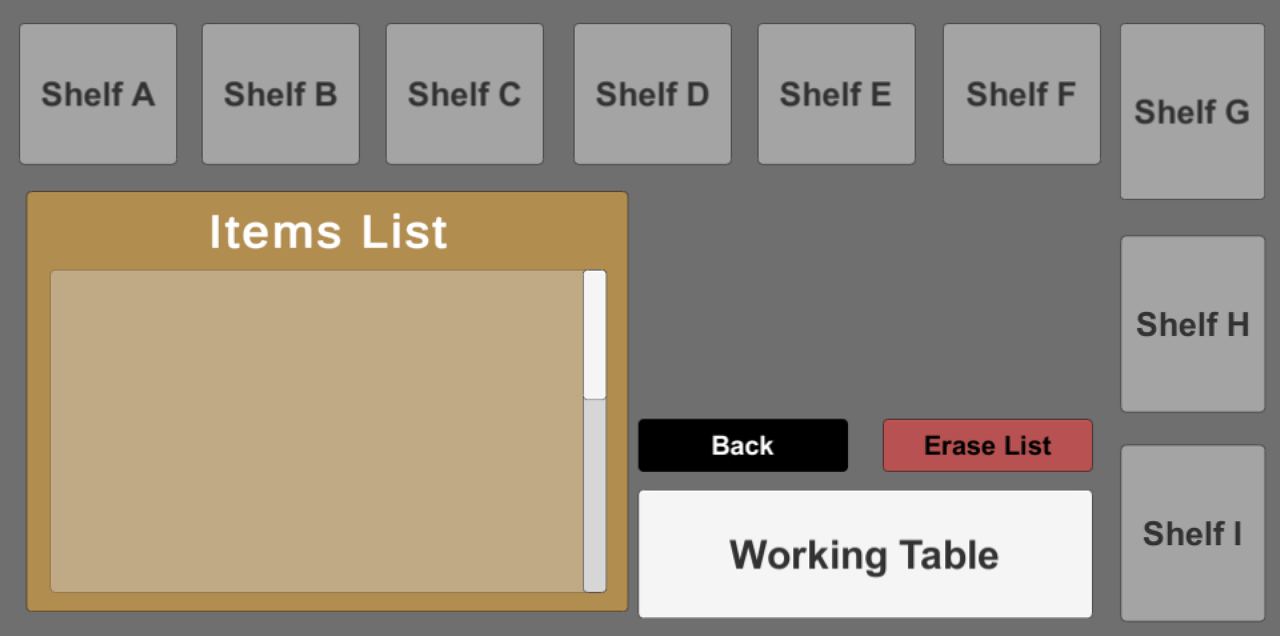 Shelf A
Shelf B
Shelf C
Shelf D
Shelf E
Shelf F
Shelf G
Items List
Shelf H
Back
Erase List
Working Table
Shelf I